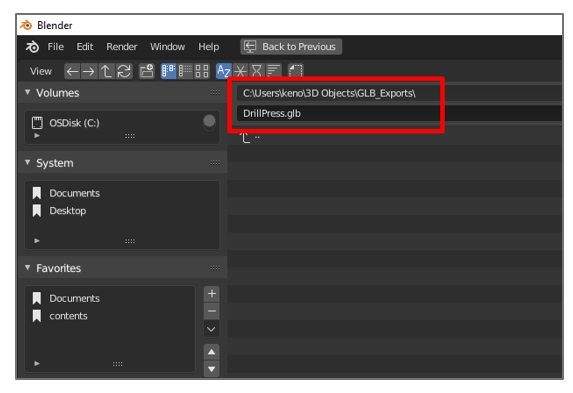 Blender
File Edit Render Window Help Back to Previous
View AZ
Volumes
C:\Users\keno\3D Objects\GLB_Exports\
DrillPress.glb
OSDisk (C:)
..
System
Documents
Desktop
Favorites
Documents
contents